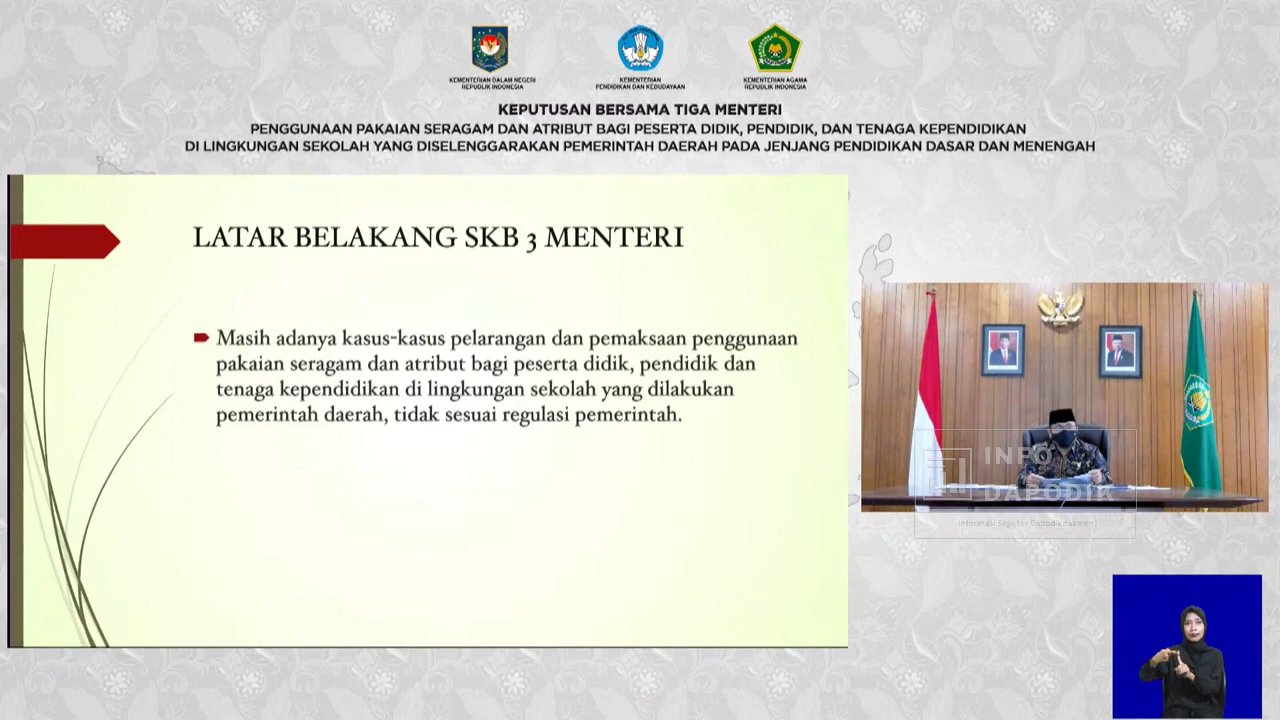 KEMENTERIAN DALAM NEGERI
REPUBLIK INDONESIA
KEMENTERIAN
PENDIDIKAN DAN KEBUDAYAAN
KEMENTERIAN AGAMA
REPUBLIK INDONESIA
KEPUTUSAN BERSAMA TIGA MENTERI
PENGGUNAAN PAKAIAN SERAGAM DAN ATRIBUT BAGI PESERTA DIDIK, PENDIDIK, DAN TENAGA KEPENDIDIKAN
DI LINGKUNGAN SEKOLAH YANG DISELENGGARAKAN PEMERINTAH DAERAH PADA JENJANG PENDIDIKAN DASAR DAN MENENGAH
LATAR BELAKANG SKB 3 MENTERI
Masih adanya kasus-kasus pelarangan dan pemaksaan penggunaan
pakaian seragam dan atribut bagi peserta didik, pendidik dan
tenaga kependidikan di lingkungan sekolah yang dilakukan
pemerintah daerah, tidak sesuai regulasi pemerintah.
INFO
DAPODIK
Informasi Seputar Dapodikdasmen